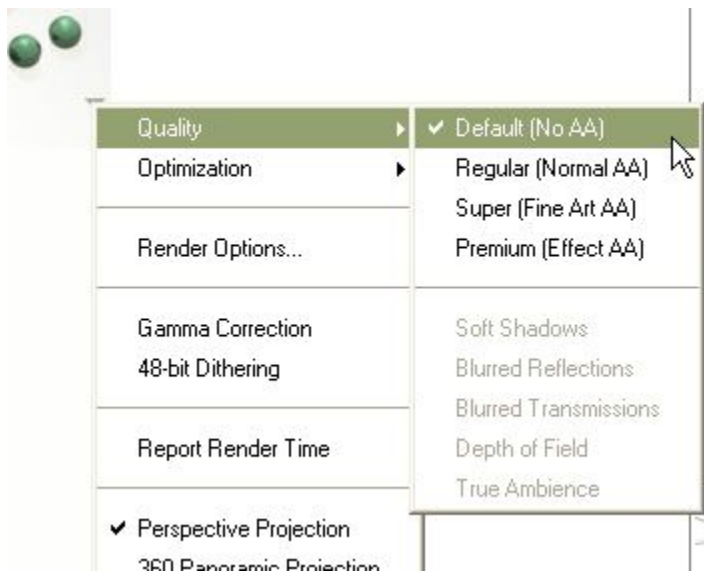 Quality
Optimization
Render Options...
Gamma Correction
48-bit Dithering
Report Render Time
Perspective Projection
360 Panoramic Projection
Default (No AA)
Regular (Normal AA)
Super (Fine Art AA)
Premium (Effect AA)
Soft Shadows
Blurred Reflections
Blurred Transmissions
Depth of Field
True Ambience